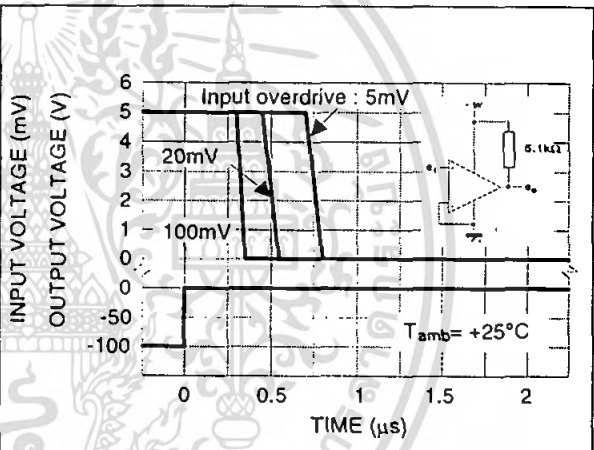 INPUT VOLTAGE (mV)
OUTPUT VOLTAGE (V)
6
5
4
3
2
1
0
0
-50
-100
Input overdrive : 5mV
20mV
100mV
5.1kΩ
Tamb= +25°C
0
0.5
1
1.5
2
TIME (µs)